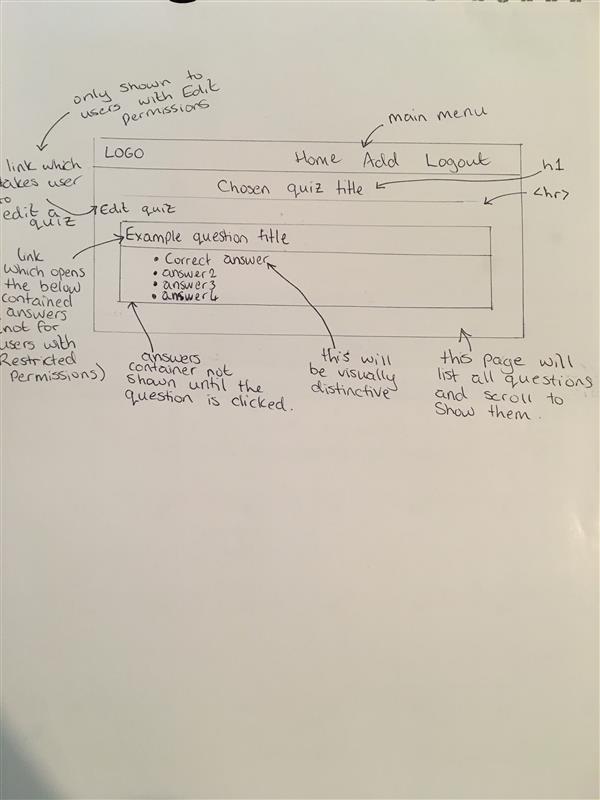 only shown to
users with Edit
permissions
main menu
link which
takes user
to
edit a
quiz
LOGO
Home Add Logout
h1
Chosen quiz title
<hr>
Edit quiz
Example question title
• Correct answer
• answer2
• answer3
• answer4
link
which opens
the below
contained
answers
not for
users with
Restricted
permissions)
answers
container not
shown until the
question is clicked.
this will
be visually
distinctive
this page will
list all questions
and scroll to
Show them.